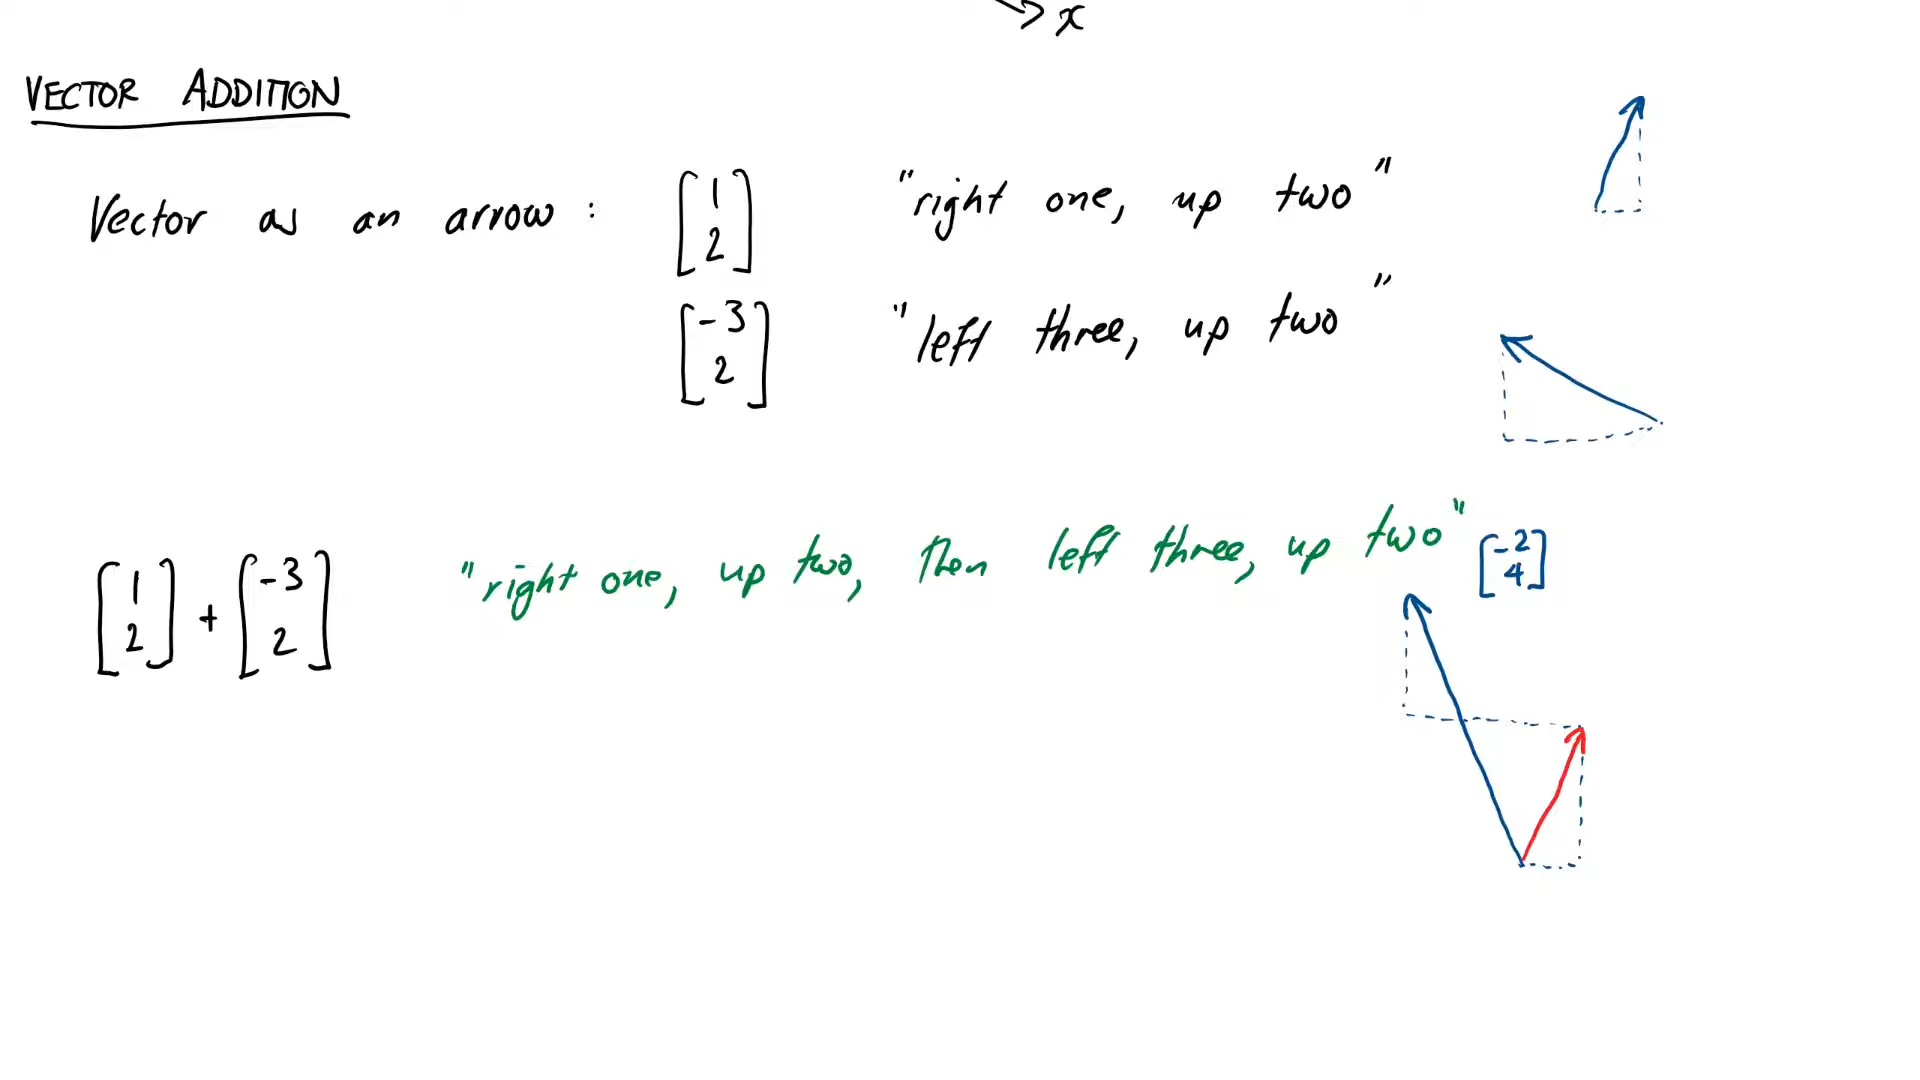 x
VECTOR ADDITION
Vector as an arrow : [1 2] "right one, up two"
[-3 2] "left three, up two"
[1 2] + [-3 2] "right one, up two, then left three, up two" [-2 4]